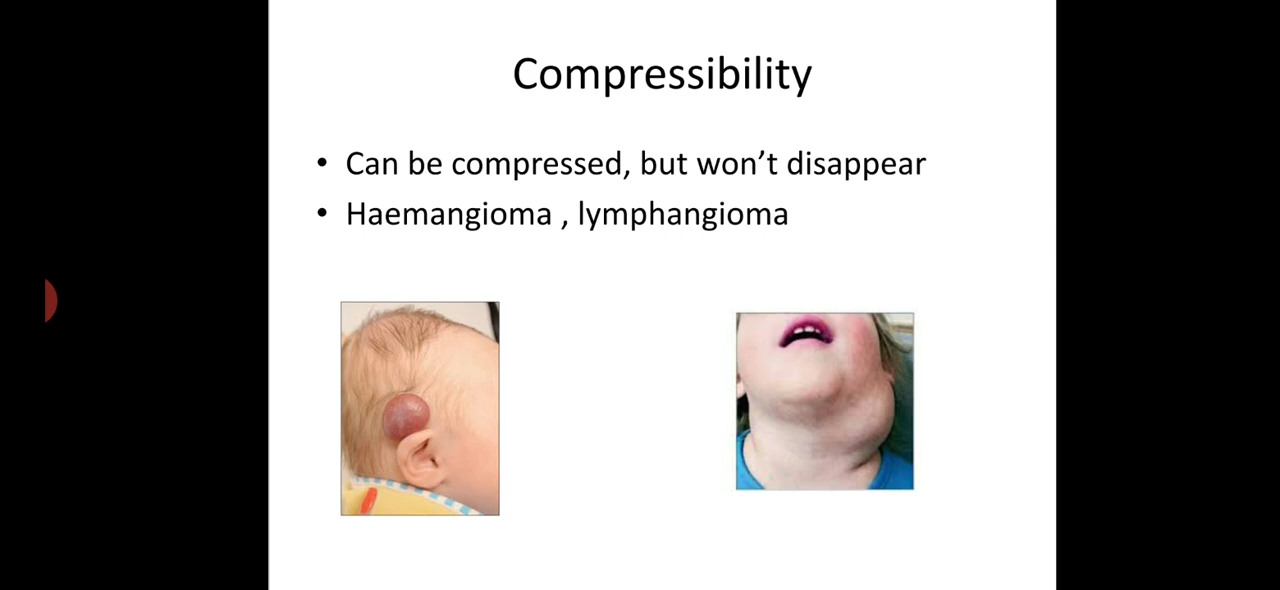 Compressibility
• Can be compressed, but won’t disappear
• Haemangioma , lymphangioma